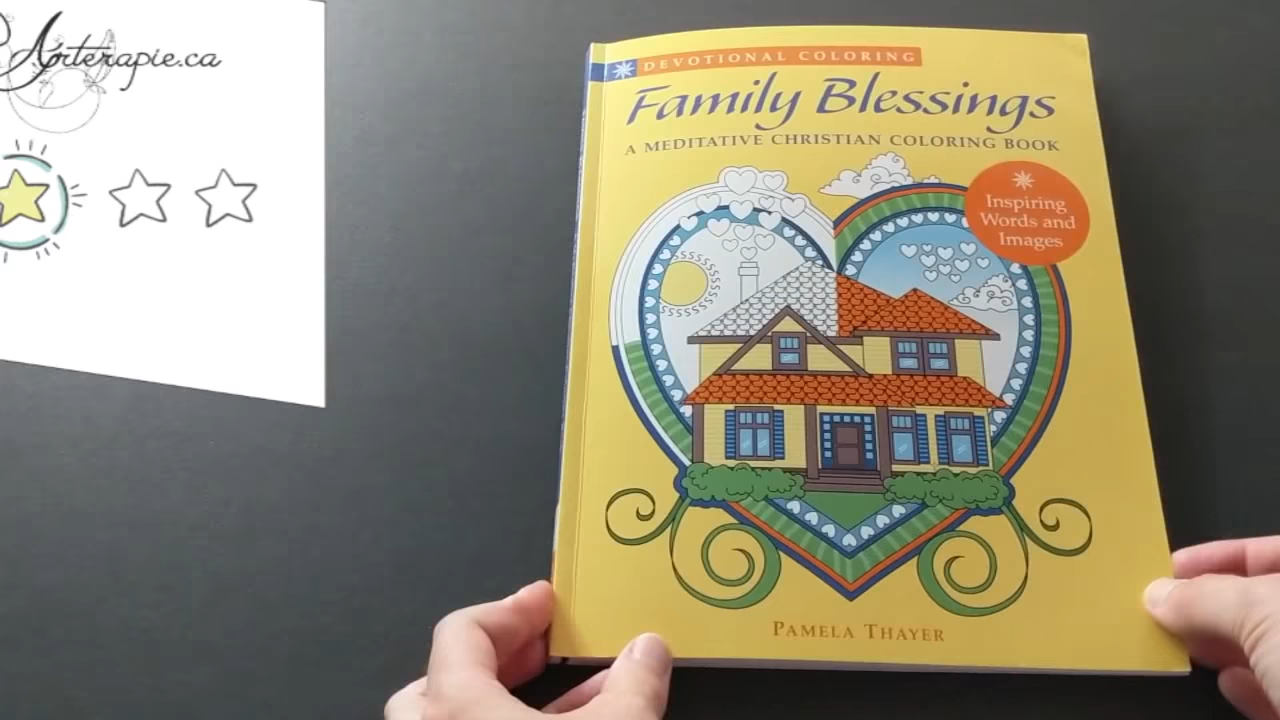 Arterapie.ca
DEVOTIONAL COLORING
Family Blessings
A MEDITATIVE CHRISTIAN COLORING BOOK
Inspiring
Words and
Images
PAMELA THAYER